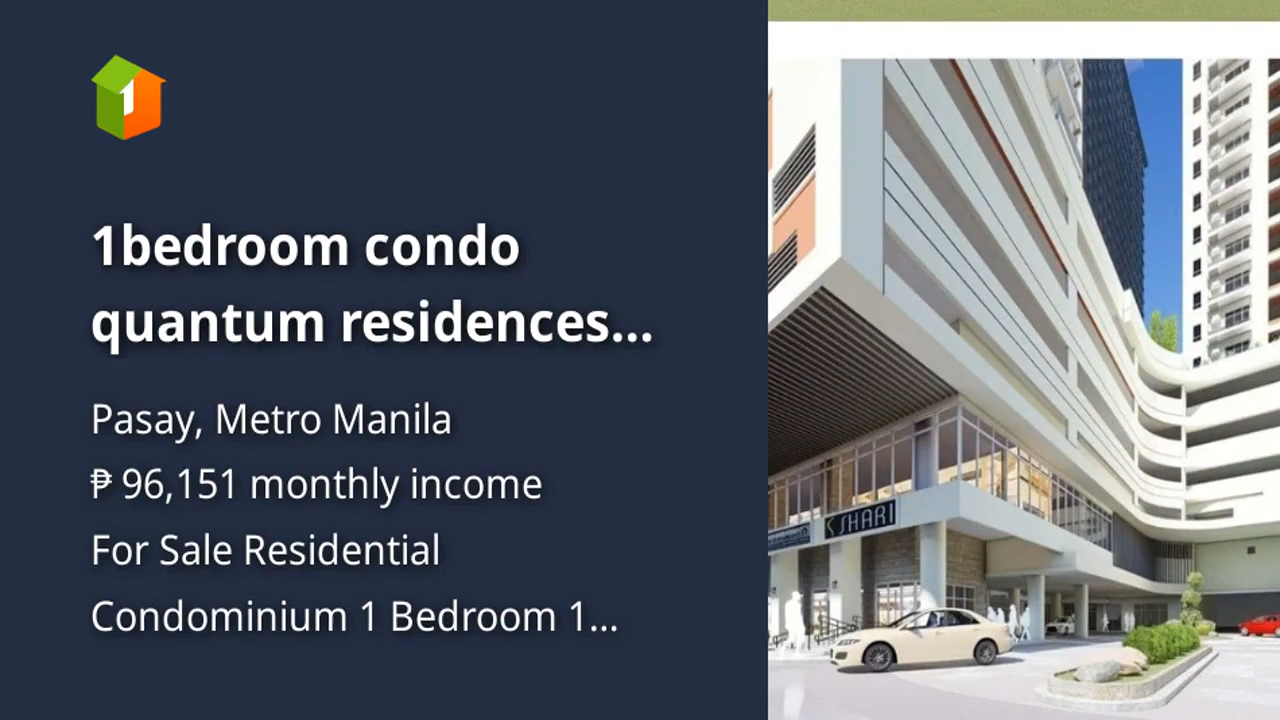 1bedroom condo
quantum residences...
Pasay, Metro Manila
₱ 96,151 monthly income
For Sale Residential
Condominium 1 Bedroom 1...
SHARI